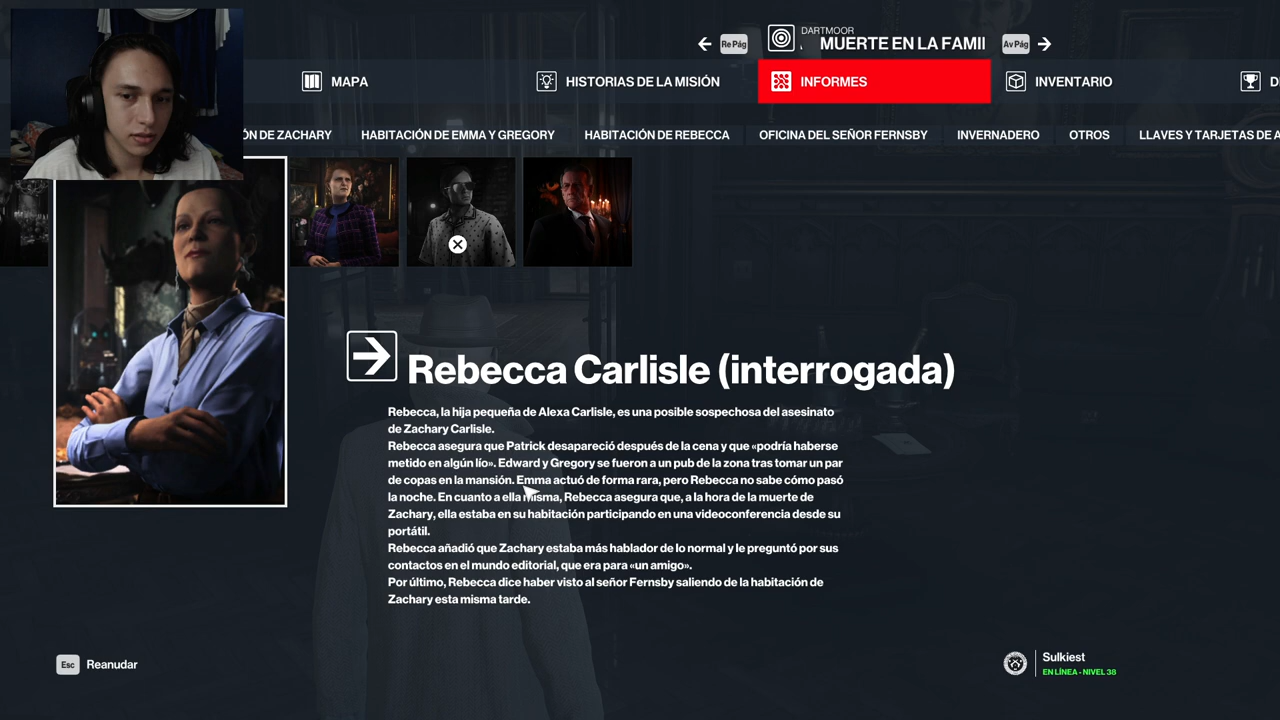 DARTMOOR
Re Pág
MUERTE EN LA FAMI
Av Pág
MAPA
HISTORIAS DE LA MISIÓN
INFORMES
INVENTARIO
ÓN DE ZACHARY
HABITACIÓN DE EMMA Y GREGORY
HABITACIÓN DE REBECCA
OFICINA DEL SEÑOR FERNSBY
INVERNADERO
OTROS
LLAVES Y TARJETAS DE A
Rebecca Carlisle (interrogada)
Rebecca, la hija pequeña de Alexa Carlisle, es una posible sospechosa del asesinato
de Zachary Carlisle.
Rebecca asegura que Patrick desapareció después de la cena y que «podría haberse
metido en algún lío». Edward y Gregory se fueron a un pub de la zona tras tomar un par
de copas en la mansión. Emma actuó de forma rara, pero Rebecca no sabe cómo pasó
la noche. En cuanto a ella misma, Rebecca asegura que, a la hora de la muerte de
Zachary, ella estaba en su habitación participando en una videoconferencia desde su
portátil.
Rebecca añadió que Zachary estaba más hablador de lo normal y le preguntó por sus
contactos en el mundo editorial, que era para «un amigo».
Por último, Rebecca dice haber visto al señor Fernsby saliendo de la habitación de
Zachary esta misma tarde.
Esc
Reanudar
Sulkiest
EN LÍNEA - NIVEL 38